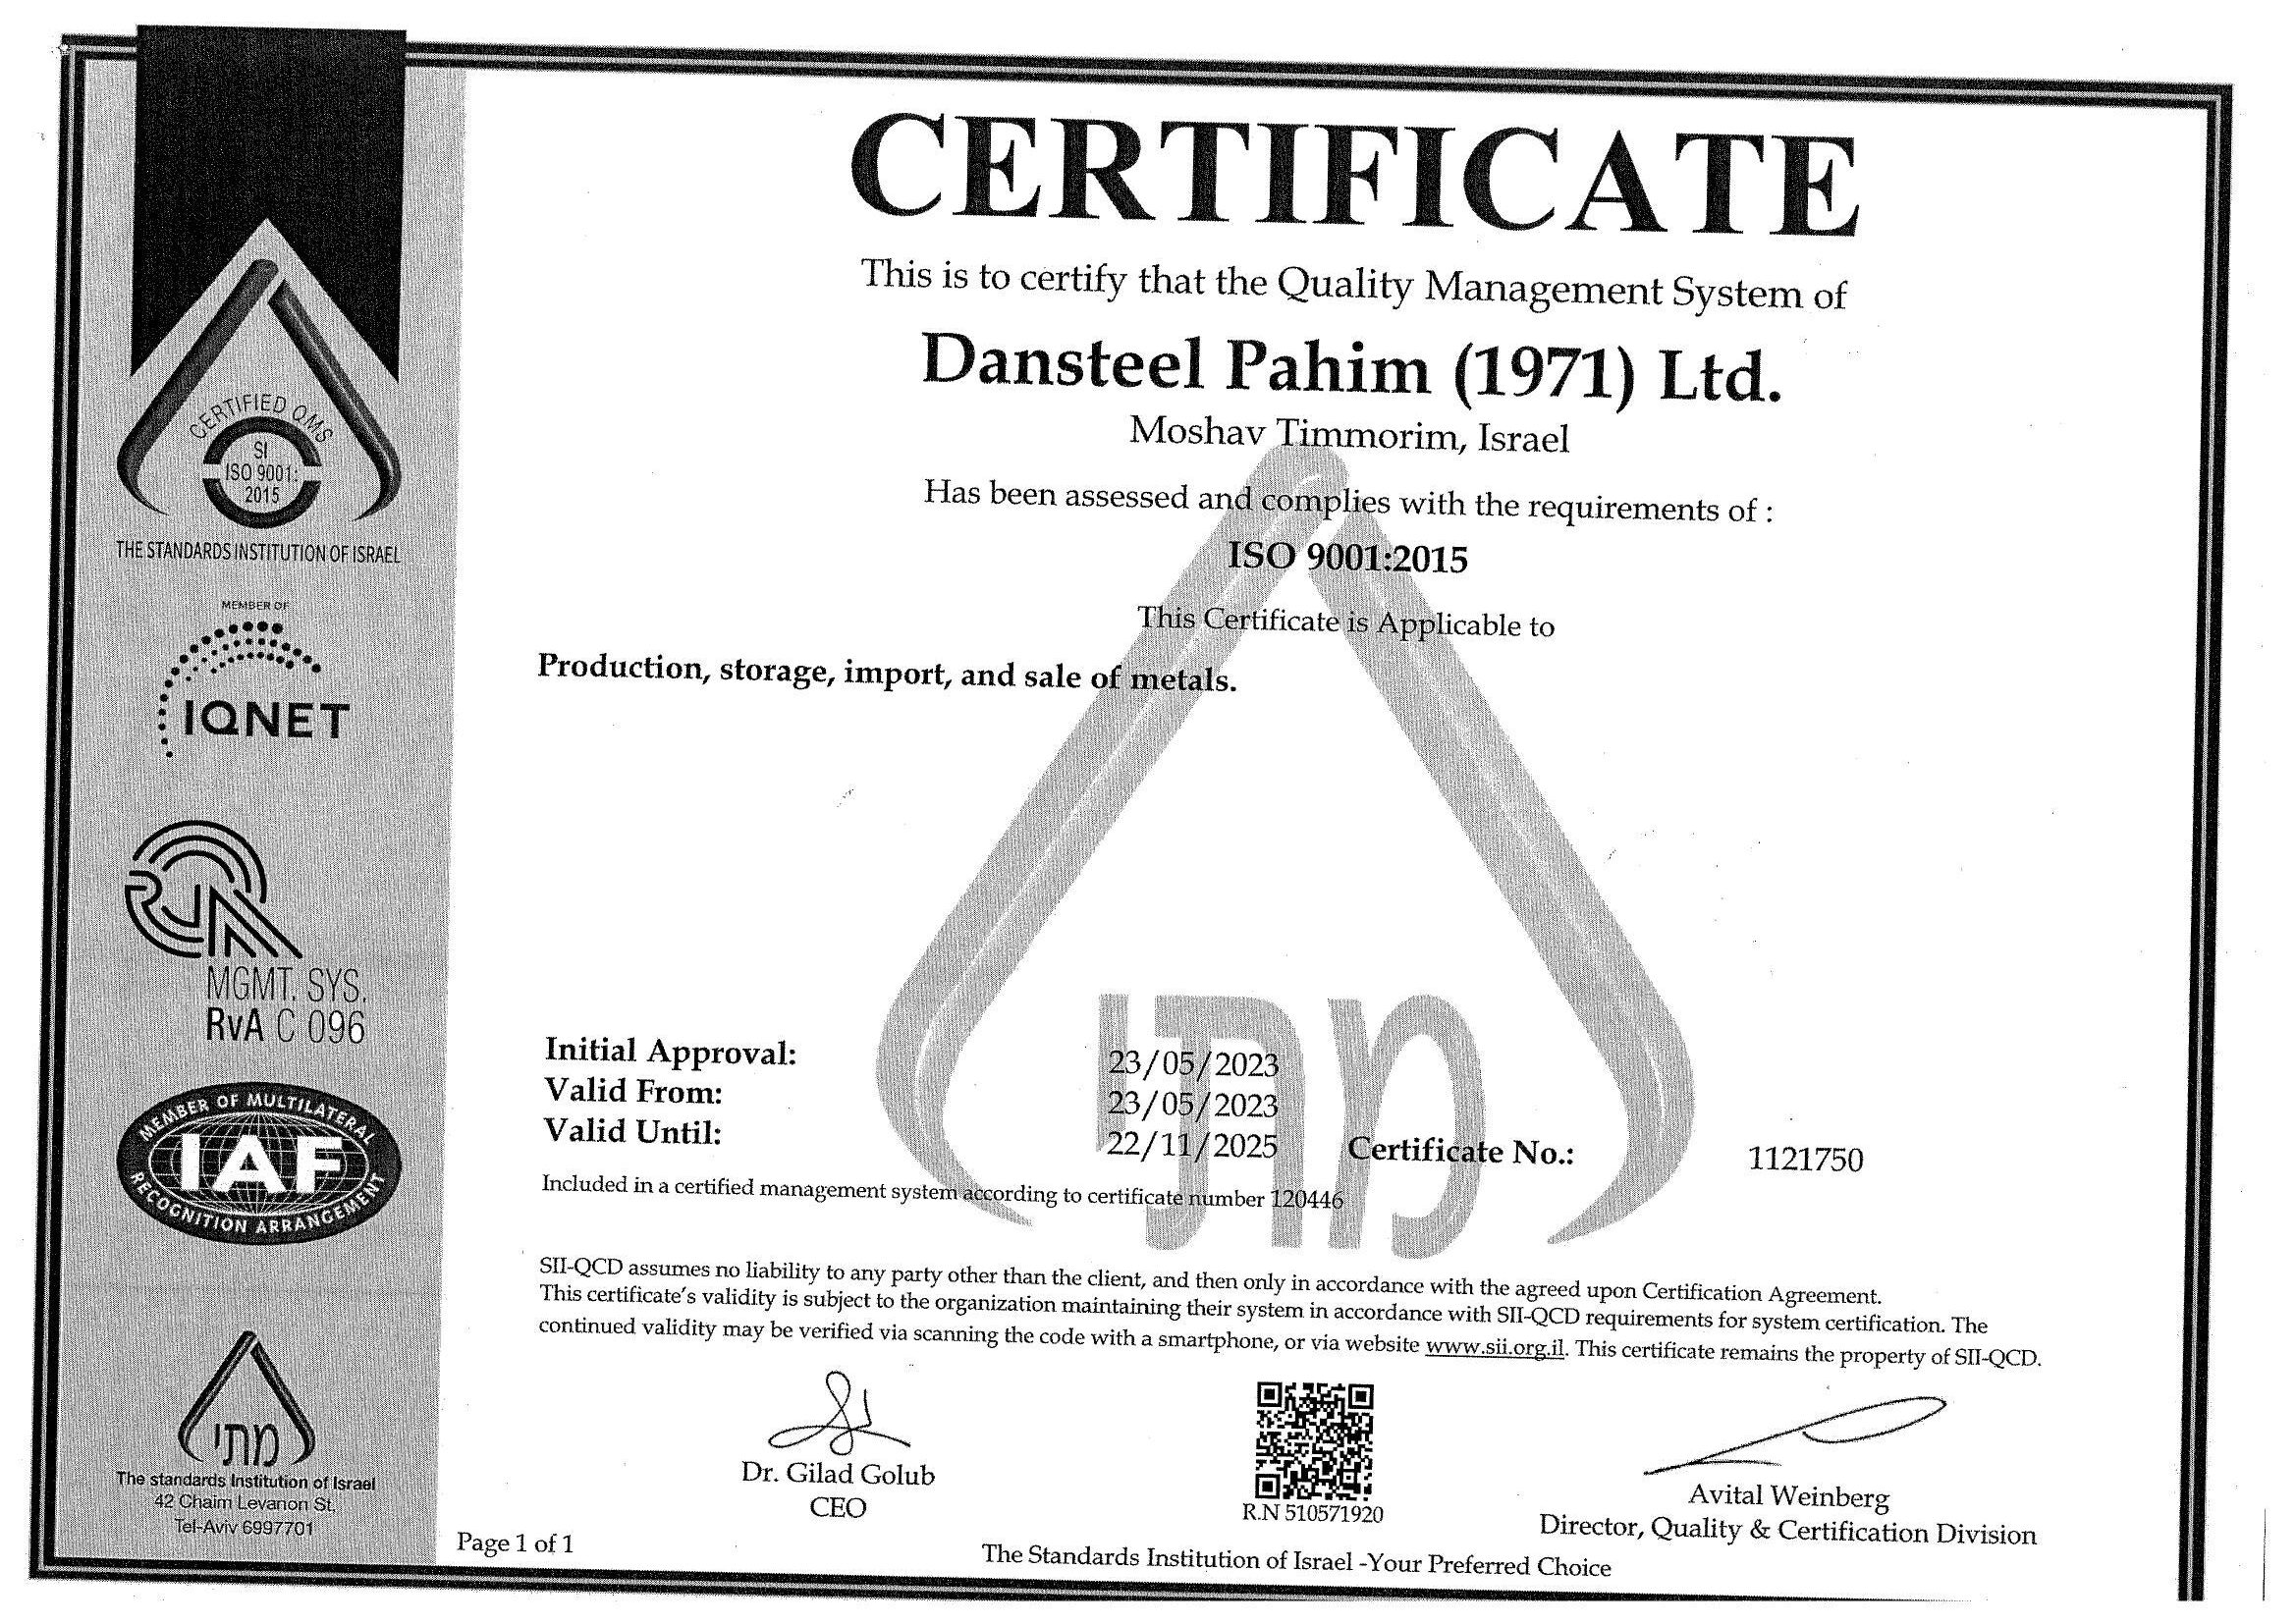 CERTIFICATE
This is to certify that the Quality Management System of
Dansteel Pahim (1971) Ltd.
Moshav Timmorim, Israel
Has been assessed and complies with the requirements of :
ISO 9001:2015
This Certificate is Applicable to
Production, storage, import, and sale of metals.
Initial Approval: 23/05/2023
Valid From: 23/05/2023
Valid Until: 22/11/2025 Certificate No.: 1121750
Included in a certified management system according to certificate number 120446
SII-QCD assumes no liability to any party other than the client, and then only in accordance with the agreed upon Certification Agreement.
This certificate's validity is subject to the organization maintaining their system in accordance with SII-QCD requirements for system certification. The
continued validity may be verified via scanning the code with a smartphone, or via website www.sii.org.il. This certificate remains the property of SII-QCD.
Dr. Gilad Golub
CEO
R.N 510571920
Avital Weinberg
Director, Quality & Certification Division
Page 1 of 1
The Standards Institution of Israel -Your Preferred Choice
CERTIFIED QMS
SI
ISO 9001:
2015
THE STANDARDS INSTITUTION OF ISRAEL
MEMBER OF
IQNET
RVA
MGMT. SYS.
RvA C 096
MEMBER OF MULTILATERAL
IAF
RECOGNITION ARRANGEMENT
מתי
The standards Institution of Israel
42 Chaim Levanon St.
Tel-Aviv 6997701
מתי